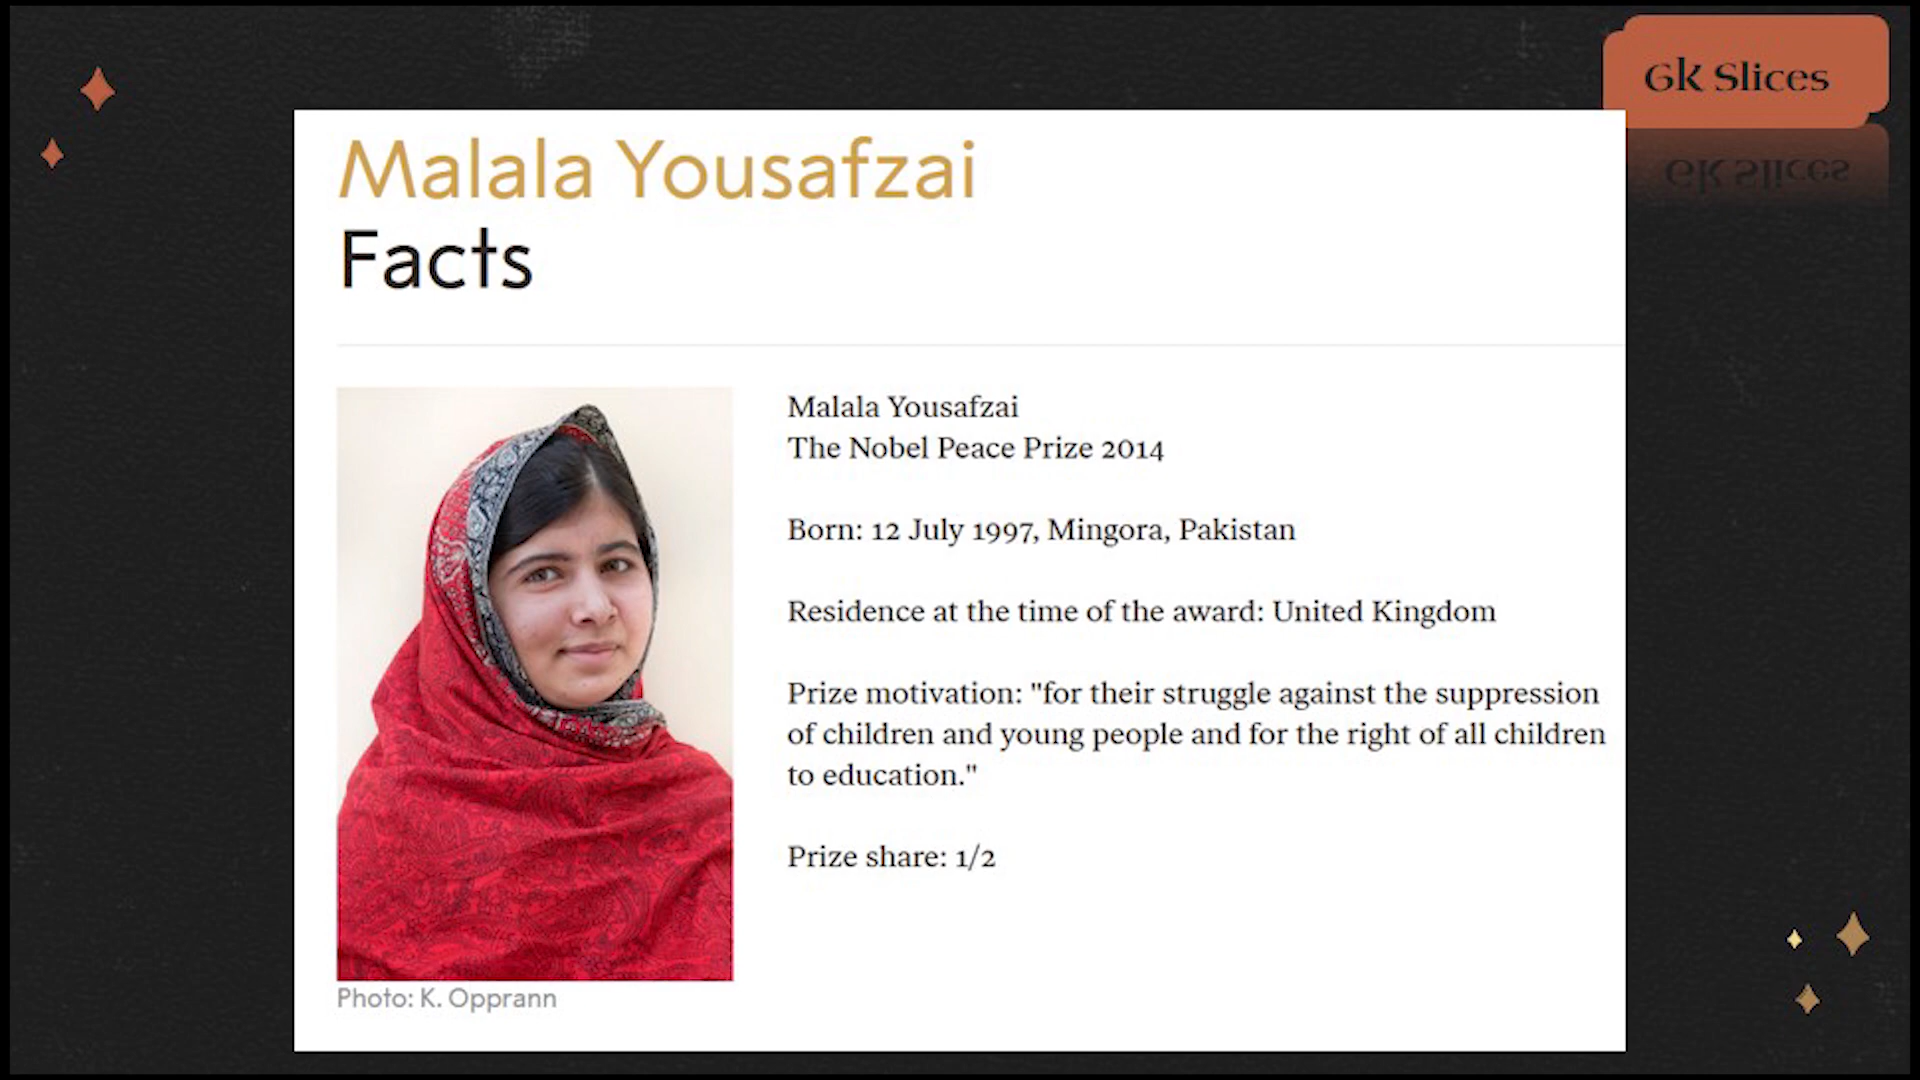 Gk Slices
Malala Yousafzai
Facts
Malala Yousafzai
The Nobel Peace Prize 2014
Born: 12 July 1997, Mingora, Pakistan
Residence at the time of the award: United Kingdom
Prize motivation: "for their struggle against the suppression
of children and young people and for the right of all children
to education."
Prize share: 1/2
Photo: K. Opprann